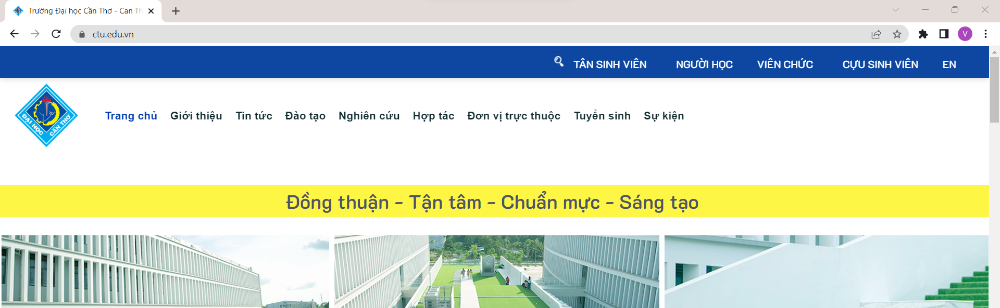 Trường Đại học Cần Thơ - Can Th
ctu.edu.vn
V
TÂN SINH VIÊN NGƯỜI HỌC VIÊN CHỨC CỰU SINH VIÊN EN
ĐẠI HỌC CẦN THƠ
Trang chủ Giới thiệu Tin tức Đào tạo Nghiên cứu Hợp tác Đơn vị trực thuộc Tuyển sinh Sự kiện
Đồng thuận - Tận tâm - Chuẩn mực - Sáng tạo